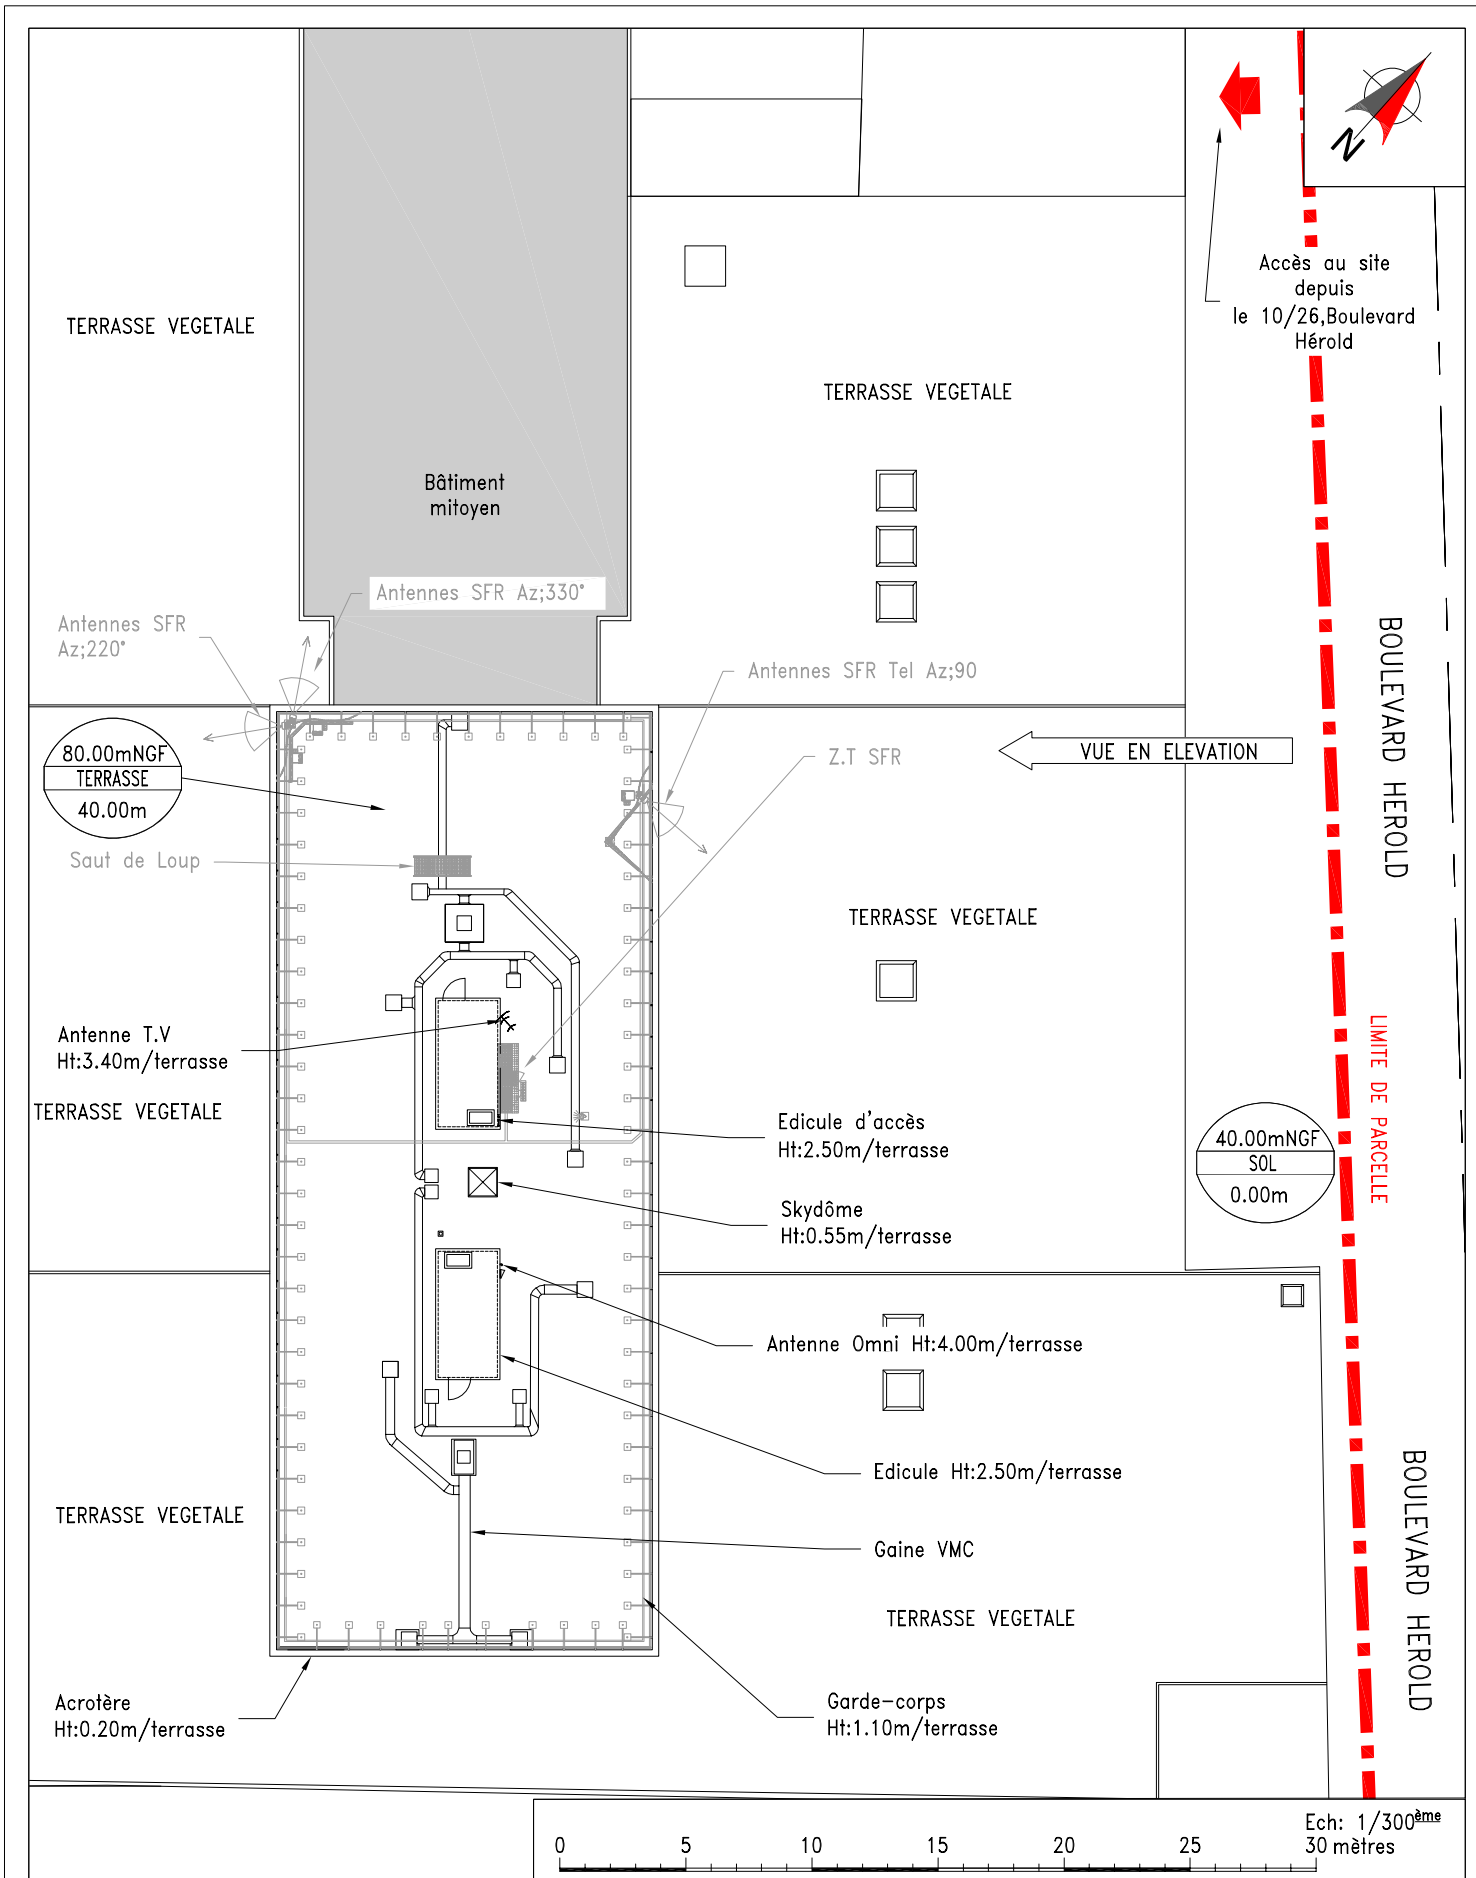 N
Accès au site
depuis
le 10/26,Boulevard
Hérold
TERRASSE VEGETALE
TERRASSE VEGETALE
Bâtiment
mitoyen
Antennes SFR Az;330°
Antennes SFR
Az;220°
Antennes SFR Tel Az;90
BOULEVARD HEROLD
80.00mNGF
TERRASSE
40.00m
Z.T SFR
VUE EN ELEVATION
Saut de Loup
TERRASSE VEGETALE
Antenne T.V
Ht:3.40m/terrasse
TERRASSE VEGETALE
LIMITE DE PARCELLE
Edicule d'accès
Ht:2.50m/terrasse
40.00mNGF
SOL
0.00m
Skydôme
Ht:0.55m/terrasse
Antenne Omni Ht:4.00m/terrasse
Edicule Ht:2.50m/terrasse
BOULEVARD HEROLD
TERRASSE VEGETALE
Gaine VMC
TERRASSE VEGETALE
Acrotère
Ht:0.20m/terrasse
Garde-corps
Ht:1.10m/terrasse
Ech: 1/300ème
0 5 10 15 20 25 30 mètres